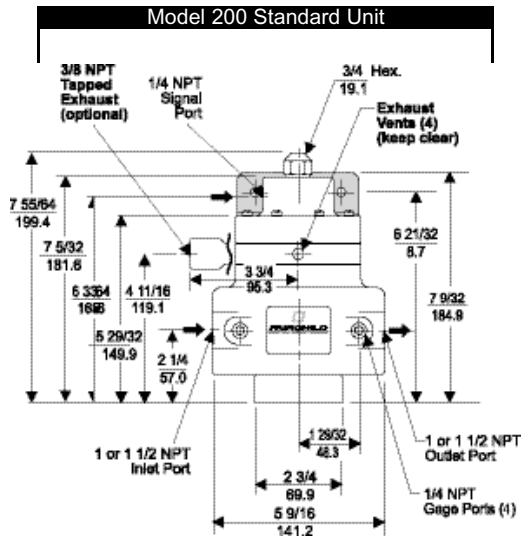 Model 200 Standard Unit
3/8 NPT
Tapped
Exhaust
(optional)
1/4 NPT
Signal
Port
3/4 Hex.
19.1
Exhaust
Vents (4)
(keep clear)
7 55/64
199.4
7 5/32
181.8
5 29/32
149.9
4 11/16
119.1
2 1/4
57.0
3 3/4
95.3
6 21/32
8.7
7 9/32
184.9
FAIRCHILD
1 or 1 1/2 NPT
Inlet Port
1 29/32
48.3
2 3/4
69.9
5 9/16
141.2
1 or 1 1/2 NPT
Outlet Port
1/4 NPT
Gage Ports (4)